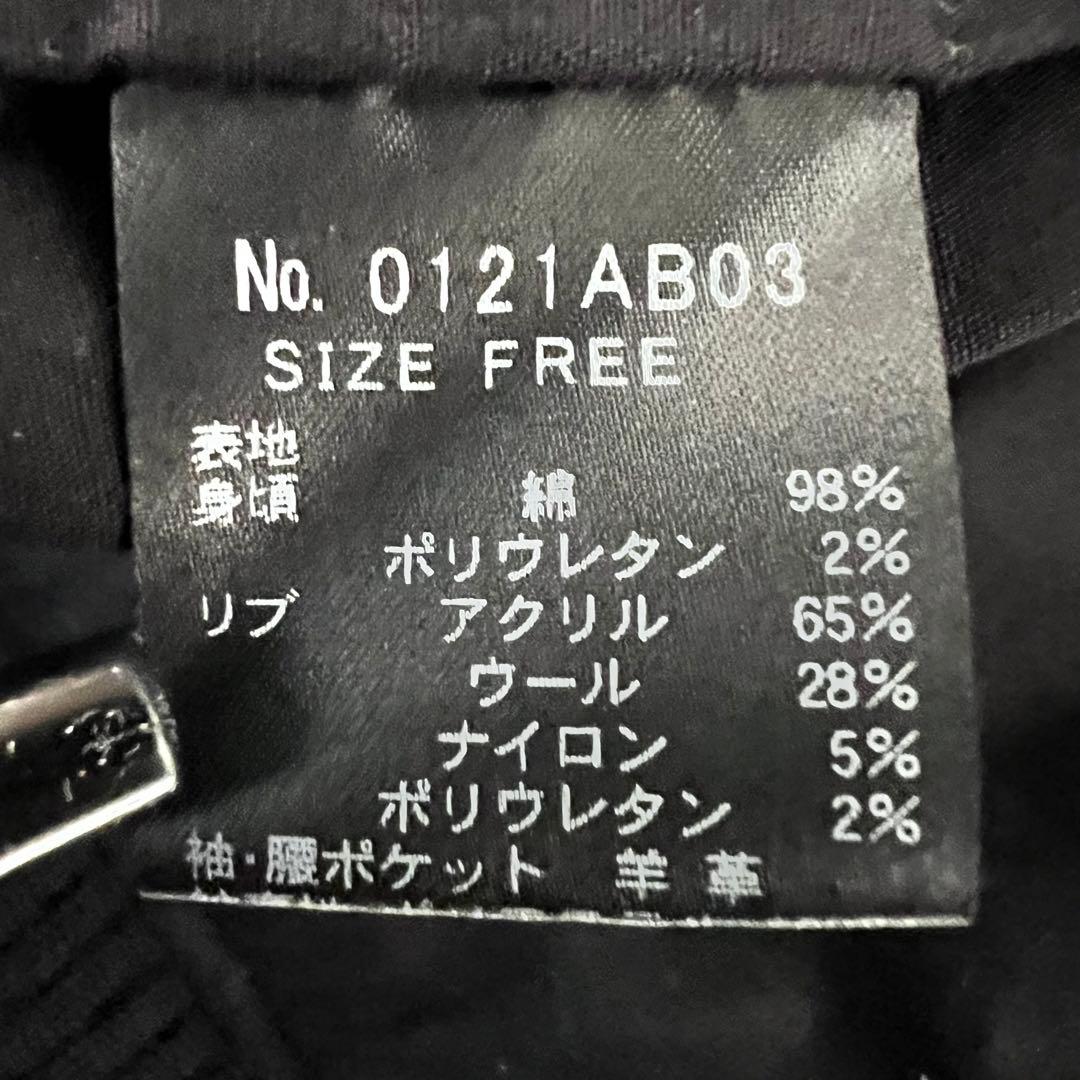 No. 0121AB03
SIZE FREE
表地
身頃 綿 98%
ポリウレタン 2%
リブ アクリル 65%
ウール 28%
ナイロン 5%
ポリウレタン 2%
袖・腰ポケット 羊革